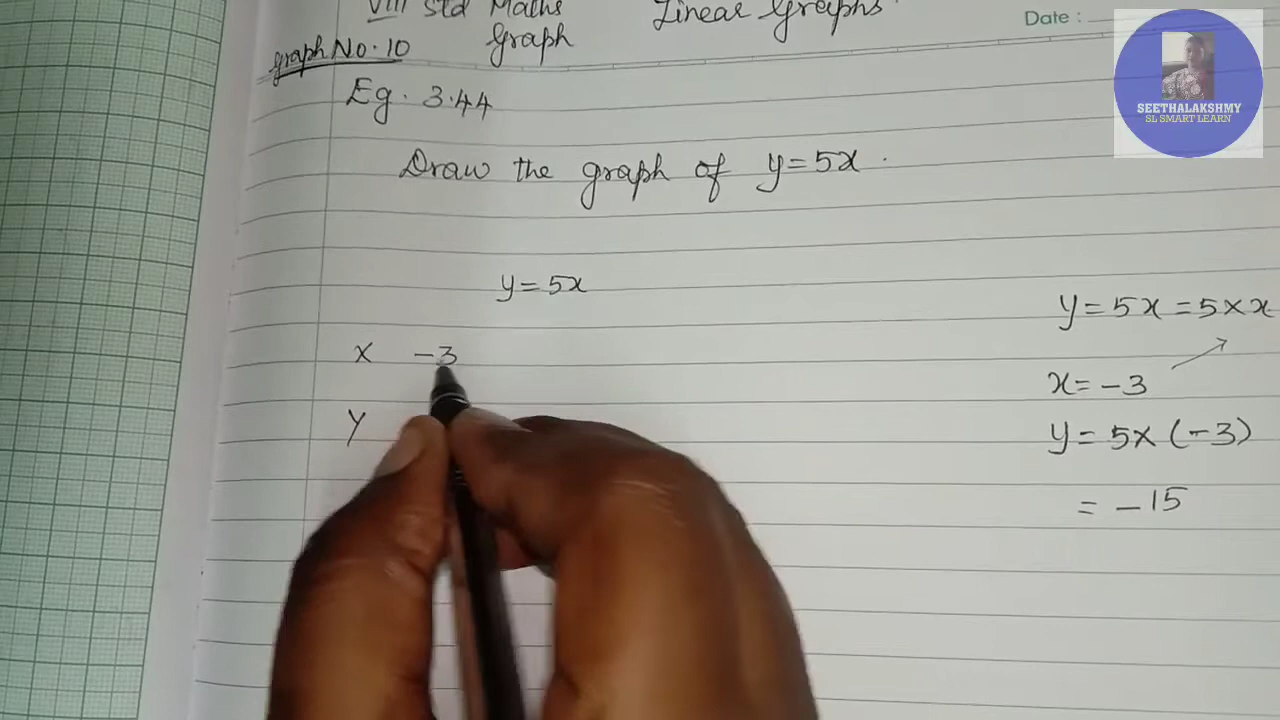 VIII Std Maths Linear Graphs
Date :
graph No. 10 Graph
SEETHALAKSHMY
SL SMART LEARN
Eg. 3.44
Draw the graph of y=5x.
y=5x
x -3
y
y=5x=5×x
x=-3
y=5×(-3)
=-15